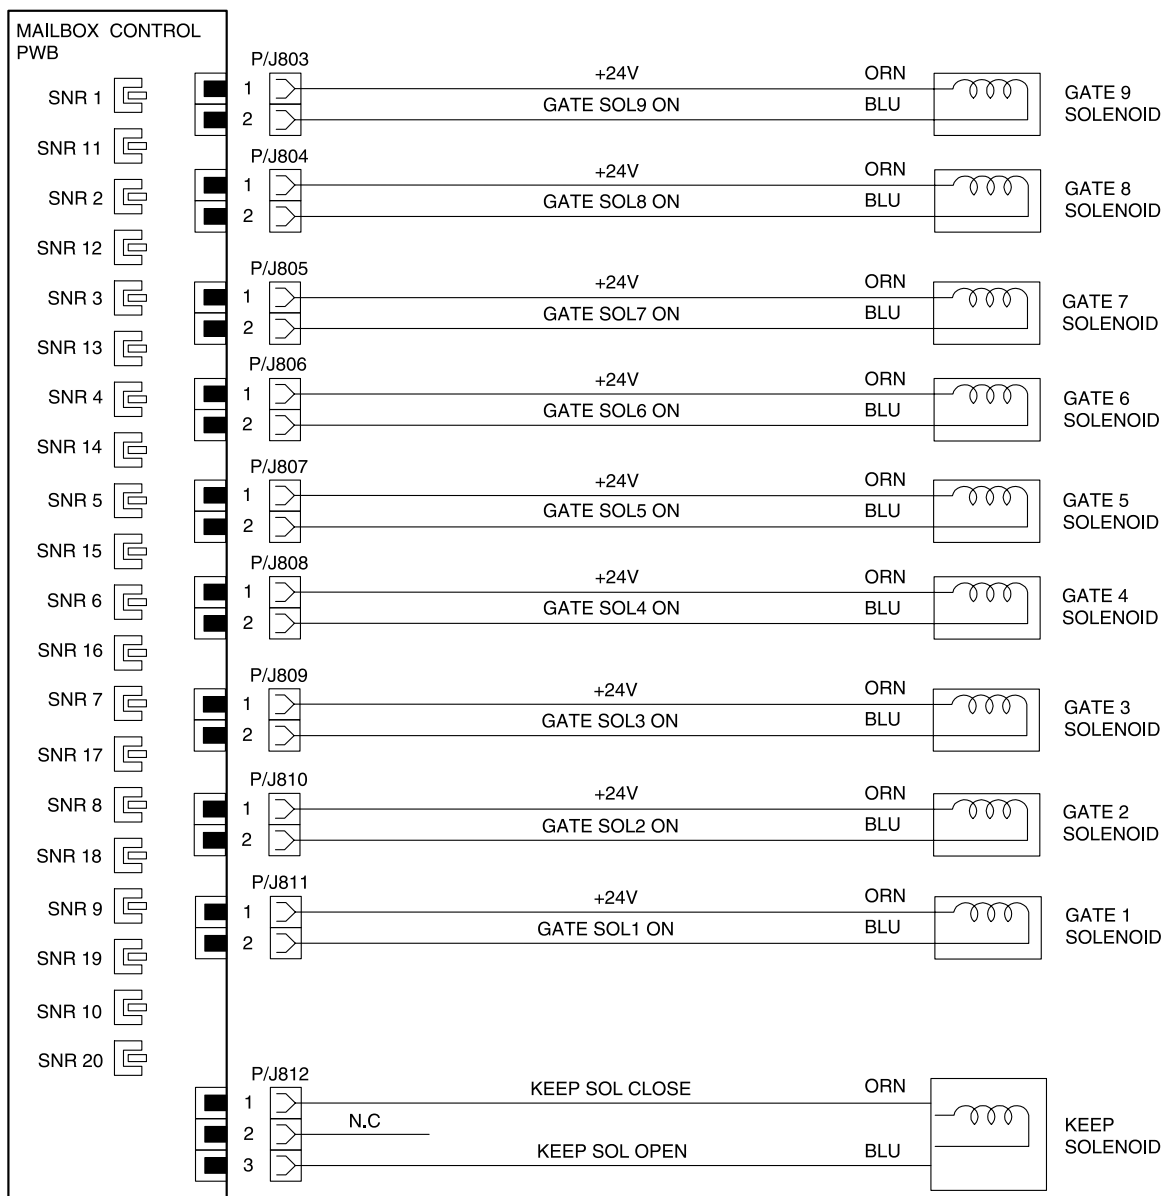 MAILBOX CONTROL
PWB
SNR 1
SNR 11
SNR 2
SNR 12
SNR 3
SNR 13
SNR 4
SNR 14
SNR 5
SNR 15
SNR 6
SNR 16
SNR 7
SNR 17
SNR 8
SNR 18
SNR 9
SNR 19
SNR 10
SNR 20
P/J803
1 +24V ORN
2 GATE SOL9 ON BLU
GATE 9
SOLENOID
P/J804
1 +24V ORN
2 GATE SOL8 ON BLU
GATE 8
SOLENOID
P/J805
1 +24V ORN
2 GATE SOL7 ON BLU
GATE 7
SOLENOID
P/J806
1 +24V ORN
2 GATE SOL6 ON BLU
GATE 6
SOLENOID
P/J807
1 +24V ORN
2 GATE SOL5 ON BLU
GATE 5
SOLENOID
P/J808
1 +24V ORN
2 GATE SOL4 ON BLU
GATE 4
SOLENOID
P/J809
1 +24V ORN
2 GATE SOL3 ON BLU
GATE 3
SOLENOID
P/J810
1 +24V ORN
2 GATE SOL2 ON BLU
GATE 2
SOLENOID
P/J811
1 +24V ORN
2 GATE SOL1 ON BLU
GATE 1
SOLENOID
P/J812
1 KEEP SOL CLOSE ORN
2 N.C
3 KEEP SOL OPEN BLU
KEEP
SOLENOID